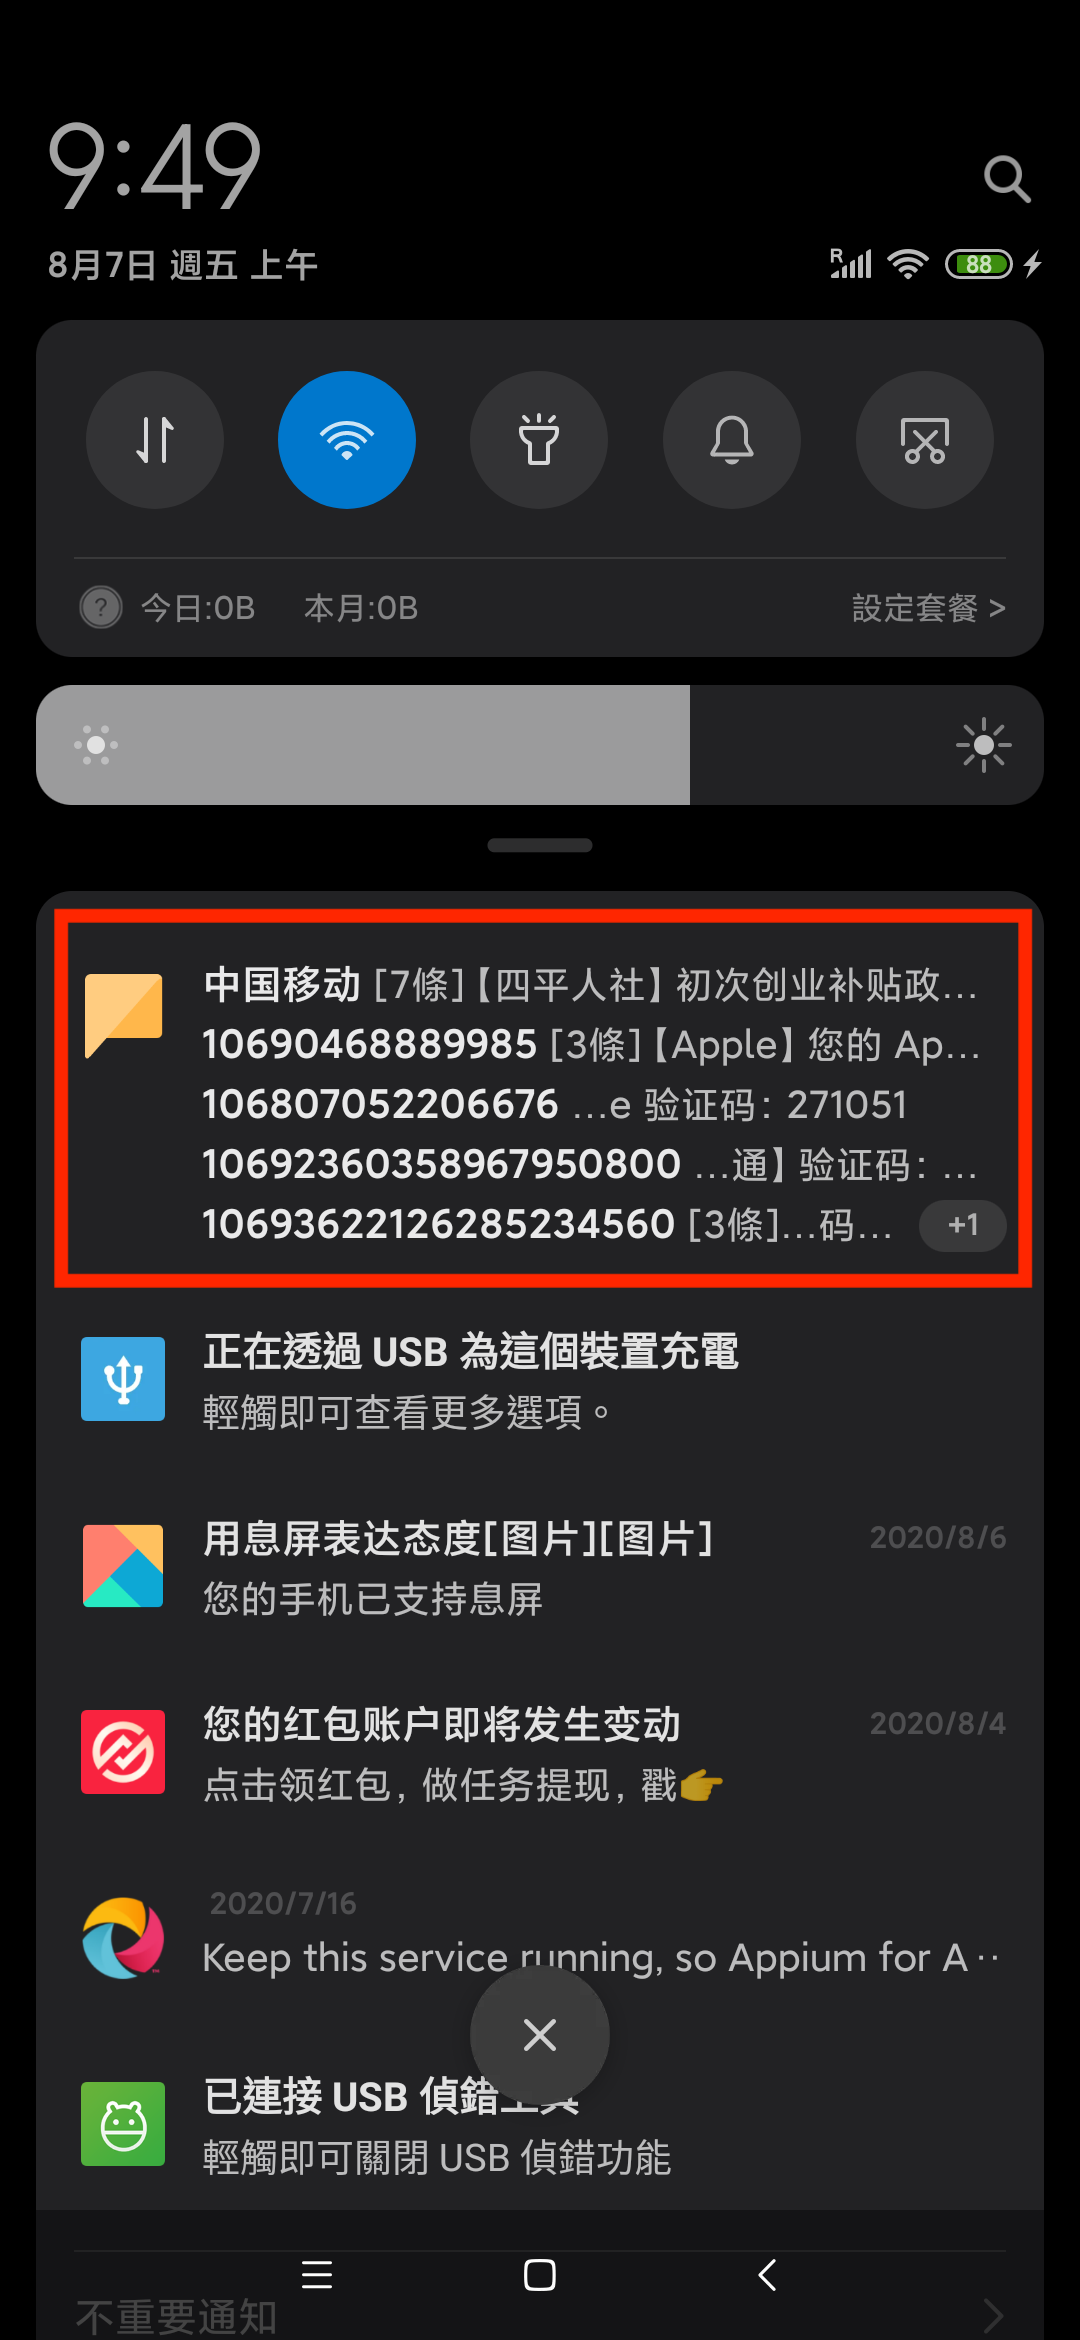 9:49
8月7日 週五 上午
R
88
今日:0B 本月:0B 設定套餐 >
中国移动 [7條]【四平人社】初次创业补贴政...
10690468889985 [3條]【Apple】您的 Ap...
106807052206676 ...e 验证码：271051
10692360358967950800 ...通】验证码：...
10693622126285234560 [3條]...码... +1
正在透過 USB 為這個裝置充電
輕觸即可查看更多選項。
用息屏表达态度[图片][图片] 2020/8/6
您的手机已支持息屏
您的红包账户即将发生变动 2020/8/4
点击领红包，做任务提现，戳👉
2020/7/16
Keep this service running, so Appium for A··
已連接 USB 偵錯工具
輕觸即可關閉 USB 偵錯功能
不重要通知